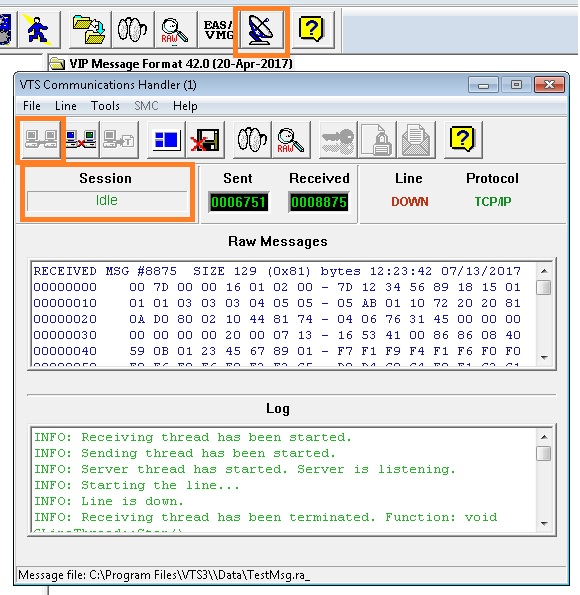 RAW
EAS/
VMG
?
VIP Message Format 42.0 (20-Apr-2017)
VTS Communications Handler (1)
File Line Tools SMC Help
RAW
?
Session Sent Received Line Protocol
Idle 0006751 0008875 DOWN TCP/IP
Raw Messages
RECEIVED MSG #8875 SIZE 129 (0x81) bytes 12:23:42 07/13/2017
00000000 00 7D 00 00 16 01 02 00 - 7D 12 34 56 89 18 15 01
00000010 01 01 03 03 03 04 05 05 - 05 AB 01 10 72 20 20 81
00000020 0A D0 80 02 10 44 81 74 - 04 06 76 31 45 00 00 00
00000030 00 00 00 00 20 00 07 13 - 16 53 41 00 86 86 08 40
00000040 59 0B 01 23 45 67 89 01 - F7 F1 F9 F4 F1 F6 F0 F0
Log
INFO: Receiving thread has been started.
INFO: Sending thread has been started.
INFO: Server thread has started. Server is listening.
INFO: Starting the line...
INFO: Line is down.
INFO: Receiving thread has been terminated. Function: void
Message file: C:\Program Files\VTS3\\Data\TestMsg.ra_